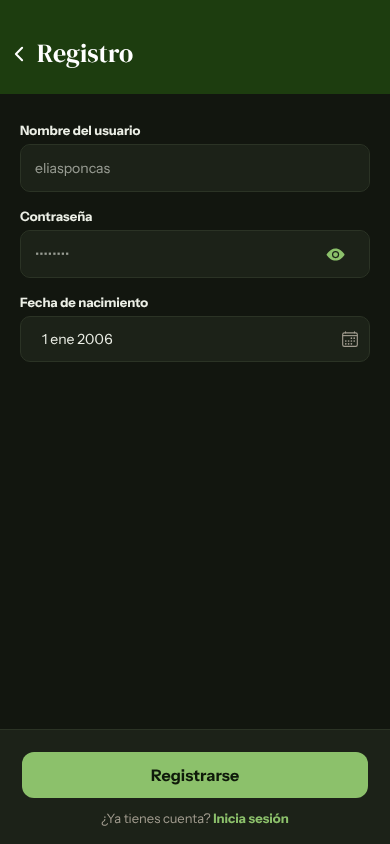 Registro
Nombre del usuario
eliasponcas
Contraseña
••••••••
Fecha de nacimiento
1 ene 2006
Registrarse
¿Ya tienes cuenta? Inicia sesión